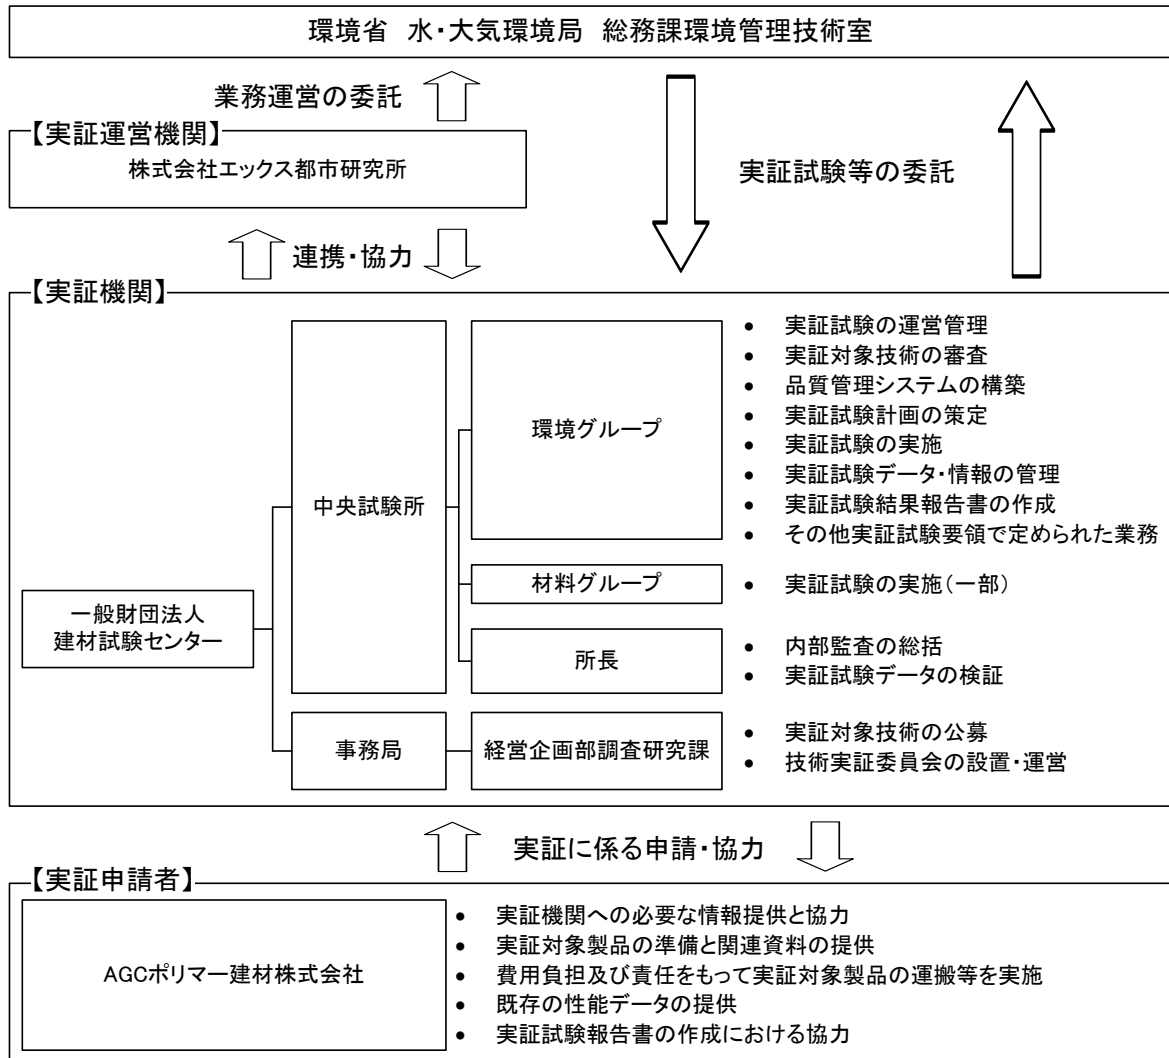 環境省 水・大気環境局 総務課環境管理技術室
業務運営の委託
【実証運営機関】
株式会社エックス都市研究所
実証試験等の委託
連携・協力
【実証機関】
一般財団法人
建材試験センター
中央試験所
環境グループ
• 実証試験の運営管理
• 実証対象技術の審査
• 品質管理システムの構築
• 実証試験計画の策定
• 実証試験の実施
• 実証試験データ・情報の管理
• 実証試験結果報告書の作成
• その他実証試験要領で定められた業務
材料グループ
• 実証試験の実施（一部）
所長
• 内部監査の総括
• 実証試験データの検証
事務局
経営企画部調査研究課
• 実証対象技術の公募
• 技術実証委員会の設置・運営
実証に係る申請・協力
【実証申請者】
AGCポリマー建材株式会社
• 実証機関への必要な情報提供と協力
• 実証対象製品の準備と関連資料の提供
• 費用負担及び責任をもって実証対象製品の運搬等を実施
• 既存の性能データの提供
• 実証試験報告書の作成における協力